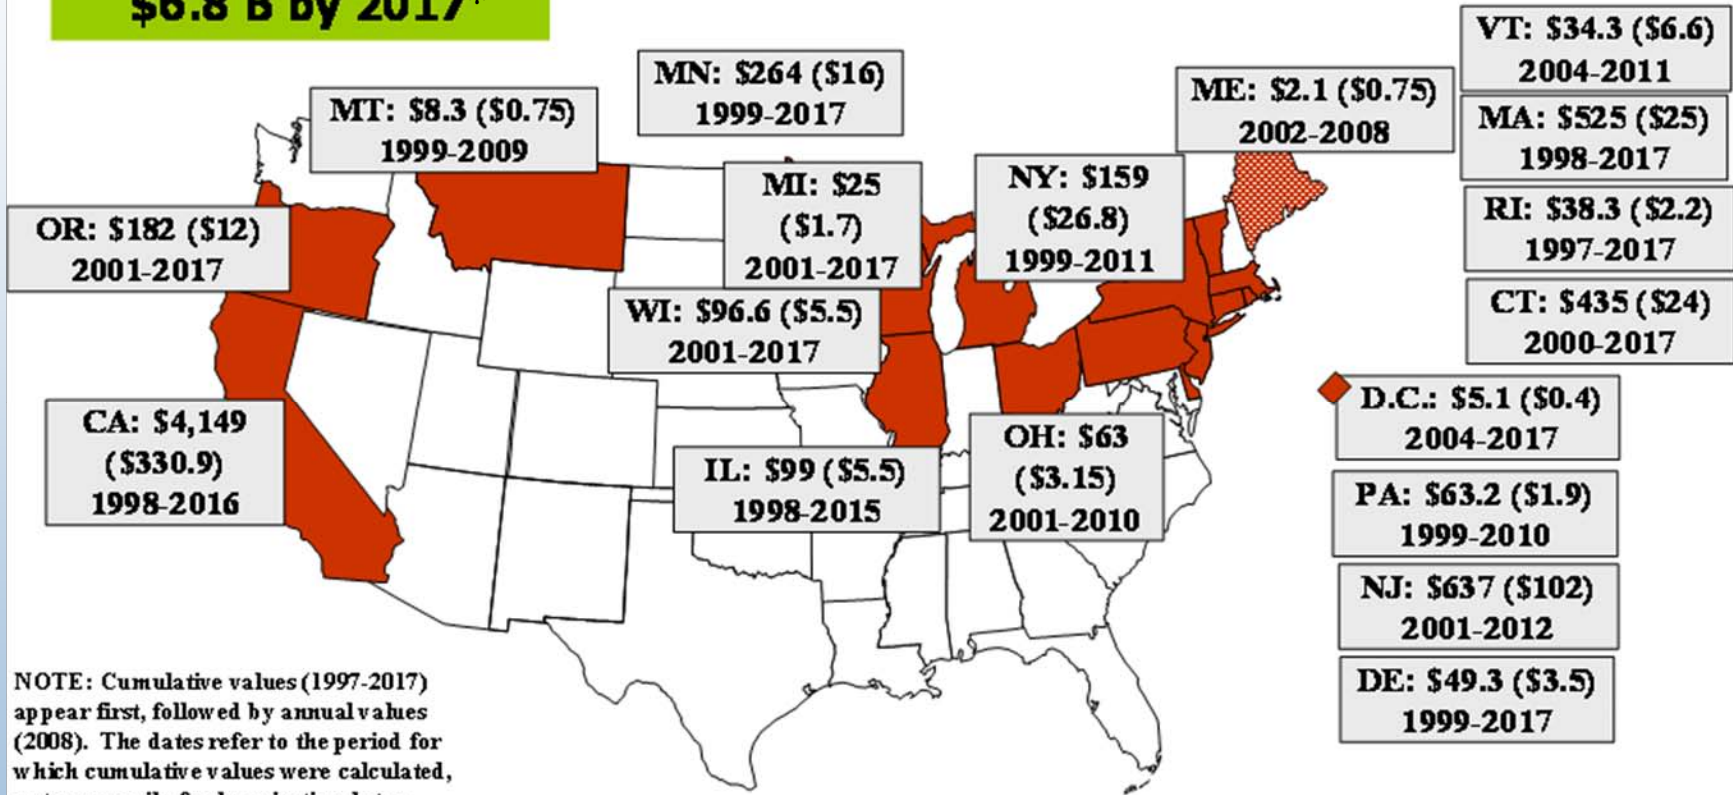 $6.8 B by 2017
MN: $264 ($16)
1999-2017
VT: $34.3 ($6.6)
2004-2011
MT: $8.3 ($0.75)
1999-2009
ME: $2.1 ($0.75)
2002-2008
MA: $525 ($25)
1998-2017
MI: $25
($1.7)
2001-2017
NY: $159
($26.8)
1999-2011
RI: $38.3 ($2.2)
1997-2017
OR: $182 ($12)
2001-2017
WI: $96.6 ($5.5)
2001-2017
CT: $435 ($24)
2000-2017
D.C.: $5.1 ($0.4)
2004-2017
CA: $4,149
($330.9)
1998-2016
IL: $99 ($5.5)
1998-2015
OH: $63
($3.15)
2001-2010
PA: $63.2 ($1.9)
1999-2010
NJ: $637 ($102)
2001-2012
DE: $49.3 ($3.5)
1999-2017
NOTE: Cumulative values (1997-2017)
appear first, followed by annual values
(2008). The dates refer to the period for
which cumulative values were calculated,